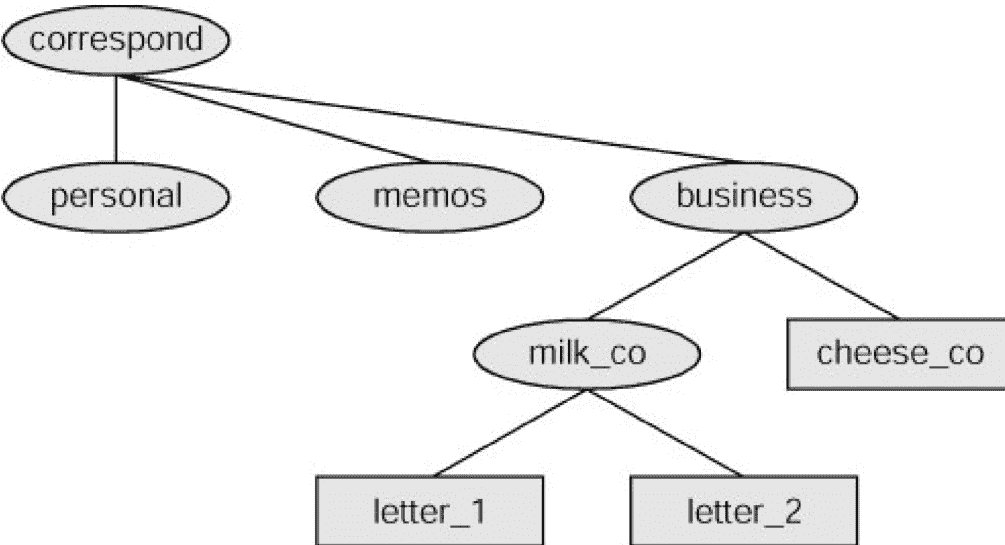 correspond
personal
memos
business
milk_co
cheese_co
letter_1
letter_2